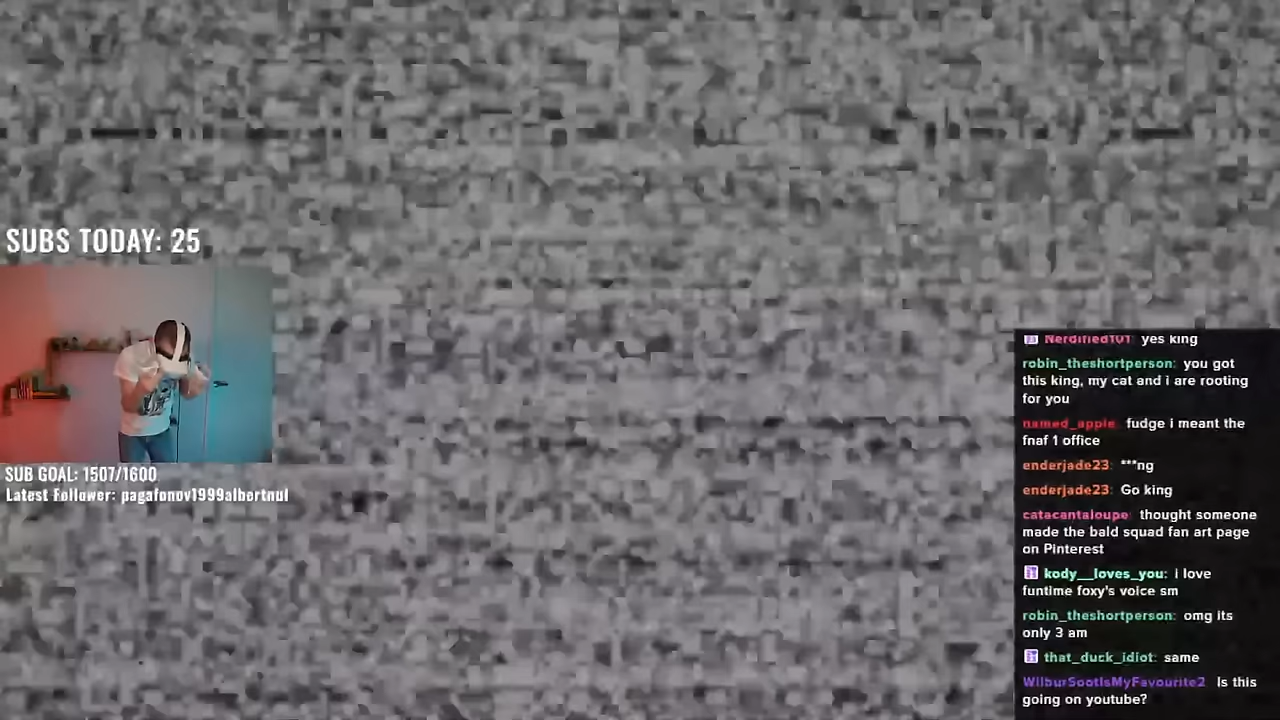 SUBS TODAY: 25
SUB GOAL: 1507/1600
Latest Follower: pagafonov1999albertnul
Nerdified101: yes king
robin_theshortperson: you got
this king, my cat and i are rooting
for you
named_apple: fudge i meant the
fnaf 1 office
enderjade23: ***ng
enderjade23: Go king
catacantaloupe: thought someone
made the bald squad fan art page
on Pinterest
kody__loves_you: i love
funtime foxy's voice sm
robin_theshortperson: omg its
only 3 am
that_duck_idiot: same
WilburSootIsMyFavourite2 Is this
going on youtube?